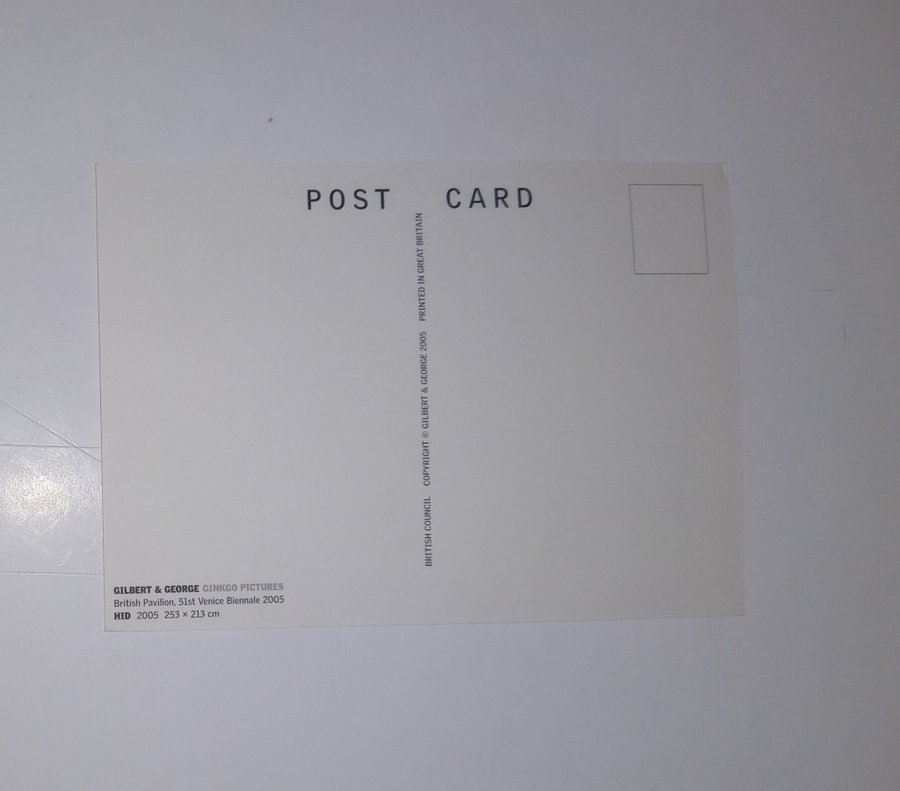 POST CARD
BRITISH COUNCIL COPYRIGHT © GILBERT & GEORGE 2005 PRINTED IN GREAT BRITAIN
GILBERT & GEORGE GINKGO PICTURES
British Pavilion, 51st Venice Biennale 2005
HID 2005 253 × 213 cm